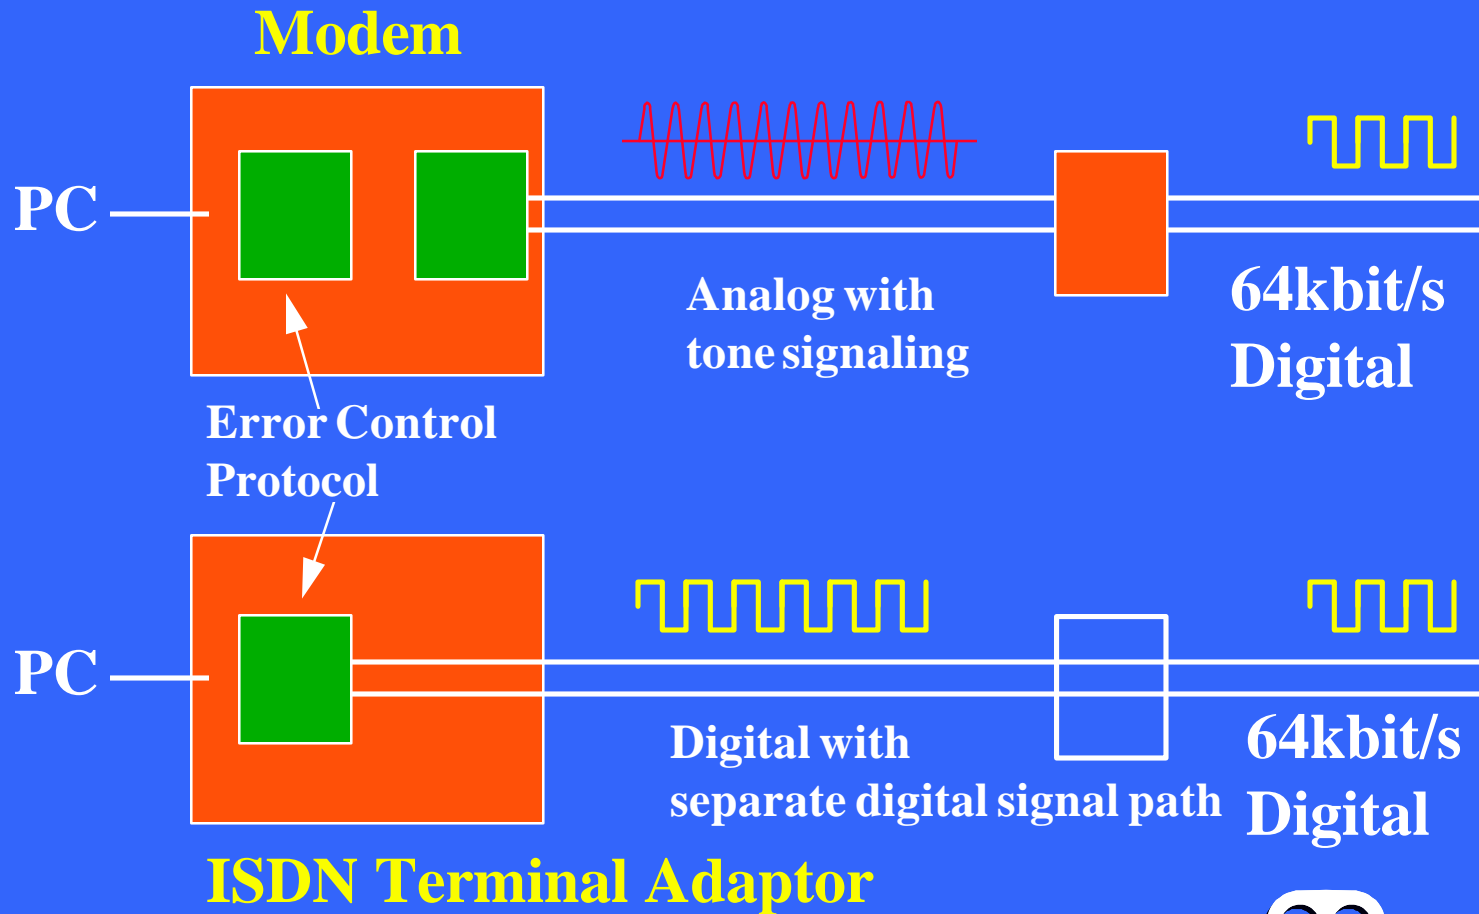 Modem
PC
Analog with
tone signaling
64kbit/s
Digital
Error Control
Protocol
PC
Digital with
separate digital signal path
64kbit/s
Digital
ISDN Terminal Adaptor